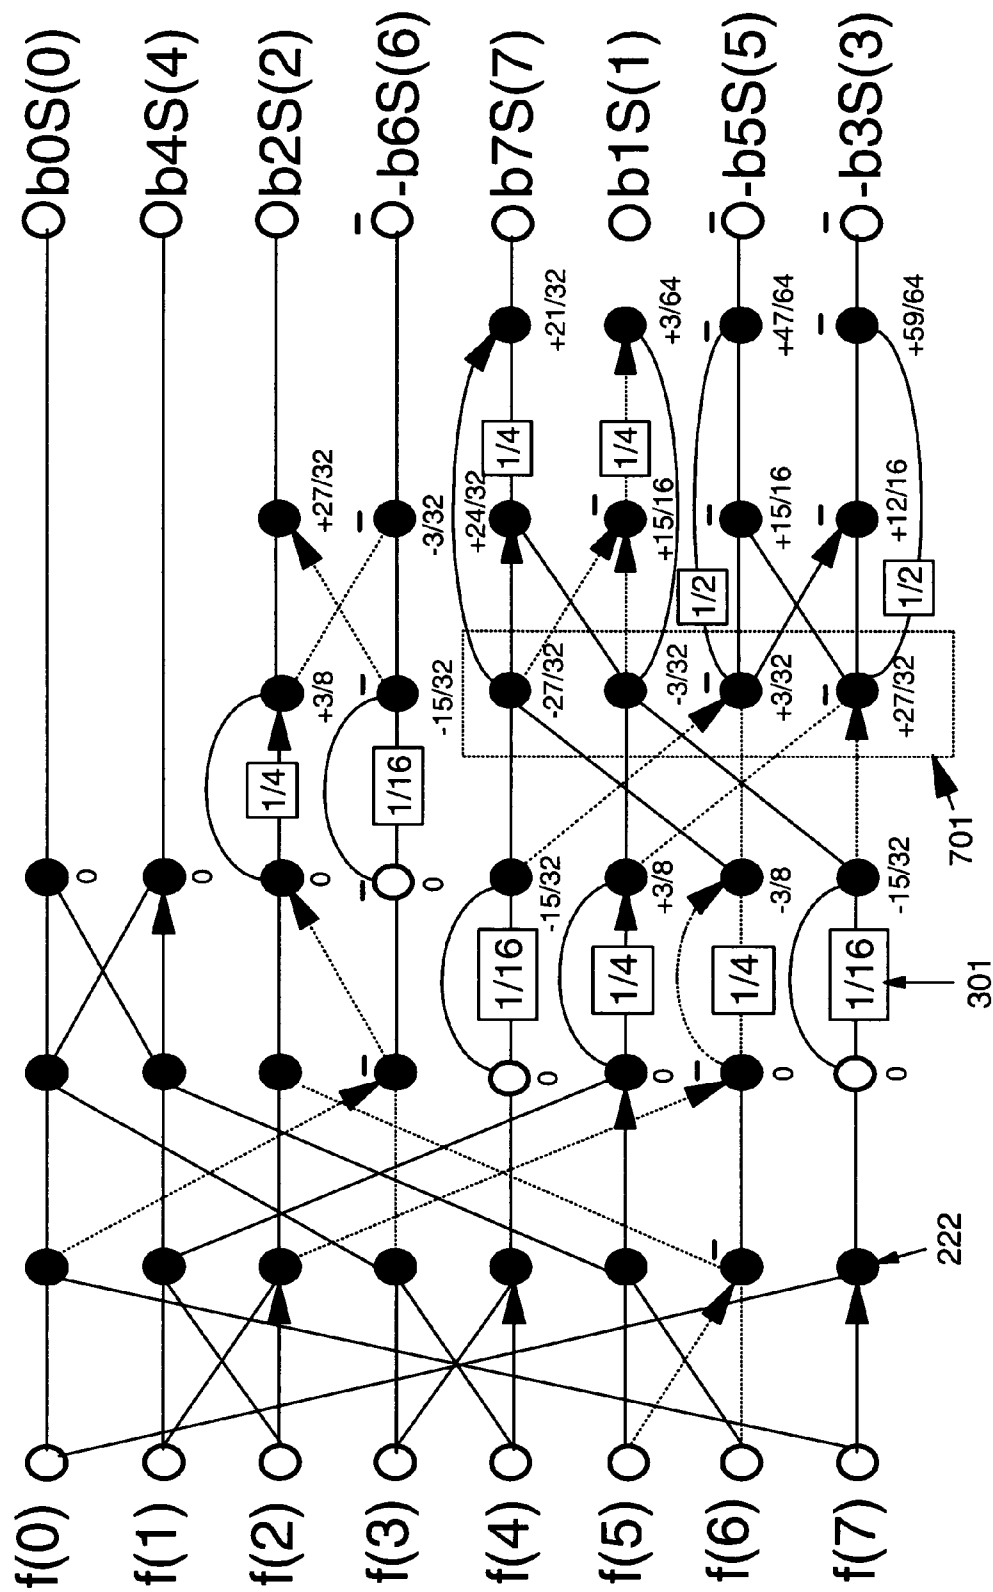 f(0)
f(1)
f(2)
f(3)
f(4)
f(5)
f(6)
f(7)
222
0
0
0
0
301
1/16
1/4
1/4
1/16
0
0
0
0
-15/32
+3/8
-3/8
-15/32
1/4
1/16
701
+3/8
-15/32
-27/32
-3/32
+3/32
+27/32
1/2
1/2
+27/32
-3/32
+24/32
+15/16
+15/16
+12/16
1/4
1/4
+21/32
+3/64
+47/64
+59/64
b0S(0)
b4S(4)
b2S(2)
-b6S(6)
b7S(7)
b1S(1)
-b5S(5)
-b3S(3)